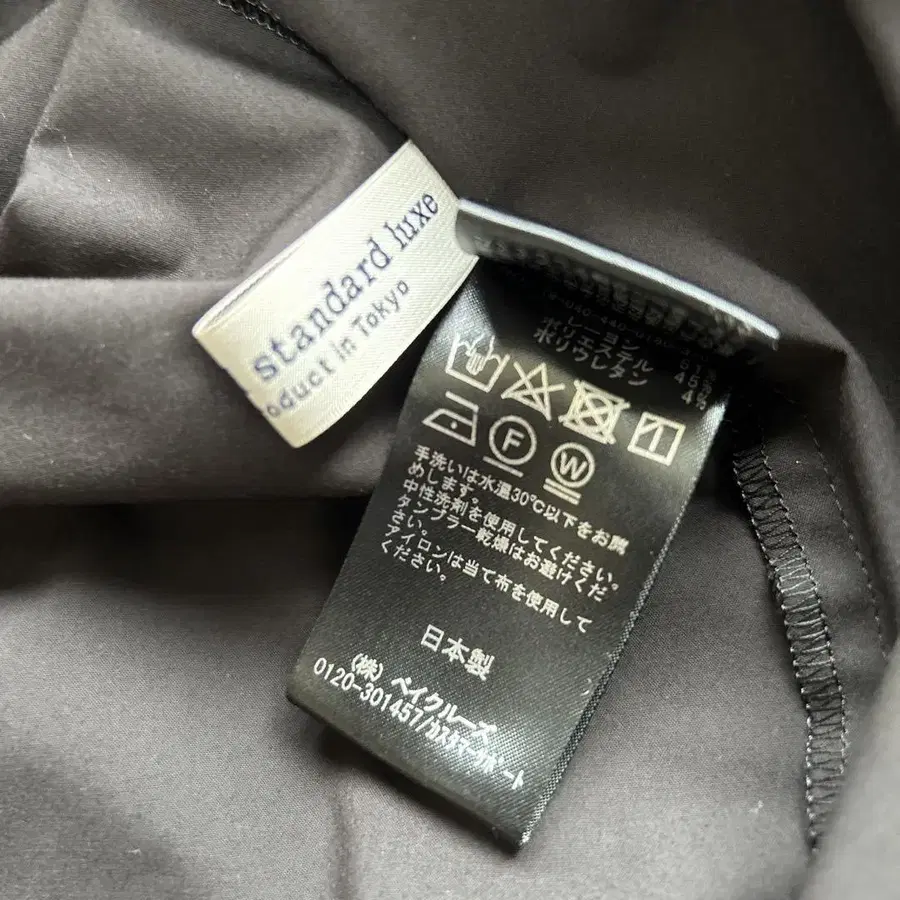 standard luxe
oduct in Tokyo
レーヨン 51%
ポリエステル 45%
ポリウレタン 4%
F
W
手洗いは水温30℃以下をお薦
めします。
中性洗剤を使用してください。
タンブラー乾燥はお避けくだ
さい。
アイロンは当て布を使用して
ください。
日本製
(株)ベイクルーズ
0120-301457/カスタマーサポート